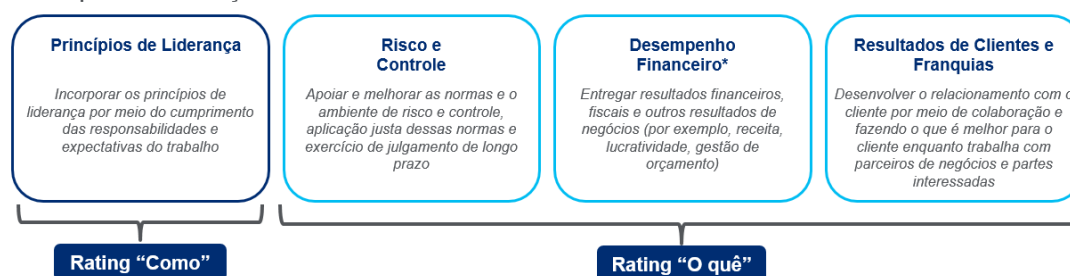 Princípios de Liderança
Incorporar os princípios de
liderança por meio do cumprimento
das responsabilidades e
expectativas do trabalho
Risco e
Controle
Apoiar e melhorar as normas e o
ambiente de risco e controle,
aplicação justa dessas normas e
exercício de julgamento de longo
prazo
Desempenho
Financeiro*
Entregar resultados financeiros,
fiscais e outros resultados de
negócios (por exemplo, receita,
lucratividade, gestão de
orçamento)
Resultados de Clientes e
Franquias
Desenvolver o relacionamento com o
cliente por meio de colaboração e
fazendo o que é melhor para o
cliente enquanto trabalha com
parceiros de negócios e partes
interessadas
Rating “Como”
Rating “O quê”